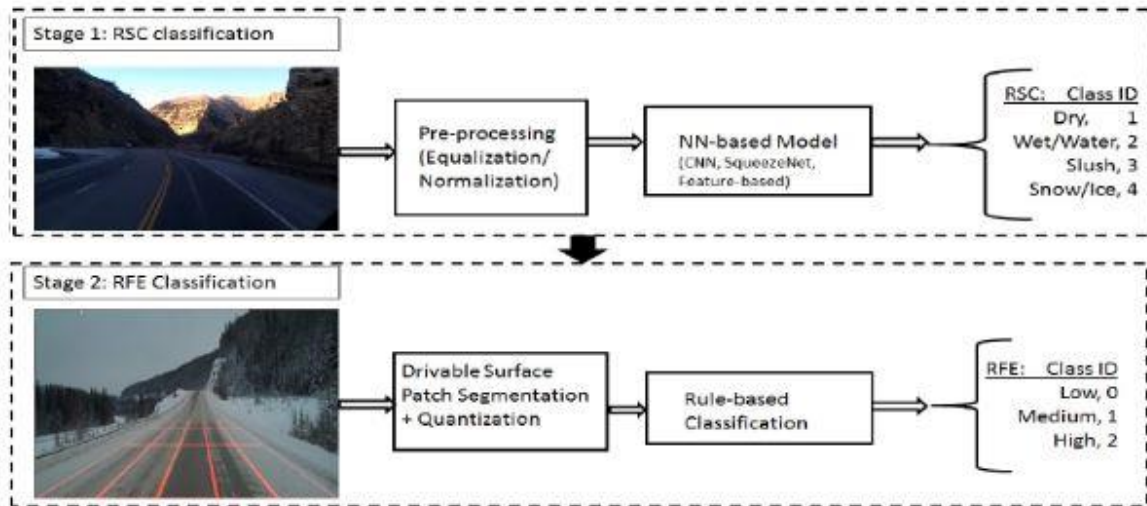 Stage 1: RSC classification
Pre-processing
(Equalization/
Normalization)
NN-based Model
(CNN, SqueezeNet,
Feature-based)
RSC: Class ID
Dry, 1
Wet/Water, 2
Slush, 3
Snow/Ice, 4
Stage 2: RFE Classification
Drivable Surface
Patch Segmentation
+ Quantization
Rule-based
Classification
RFE: Class ID
Low, 0
Medium, 1
High, 2